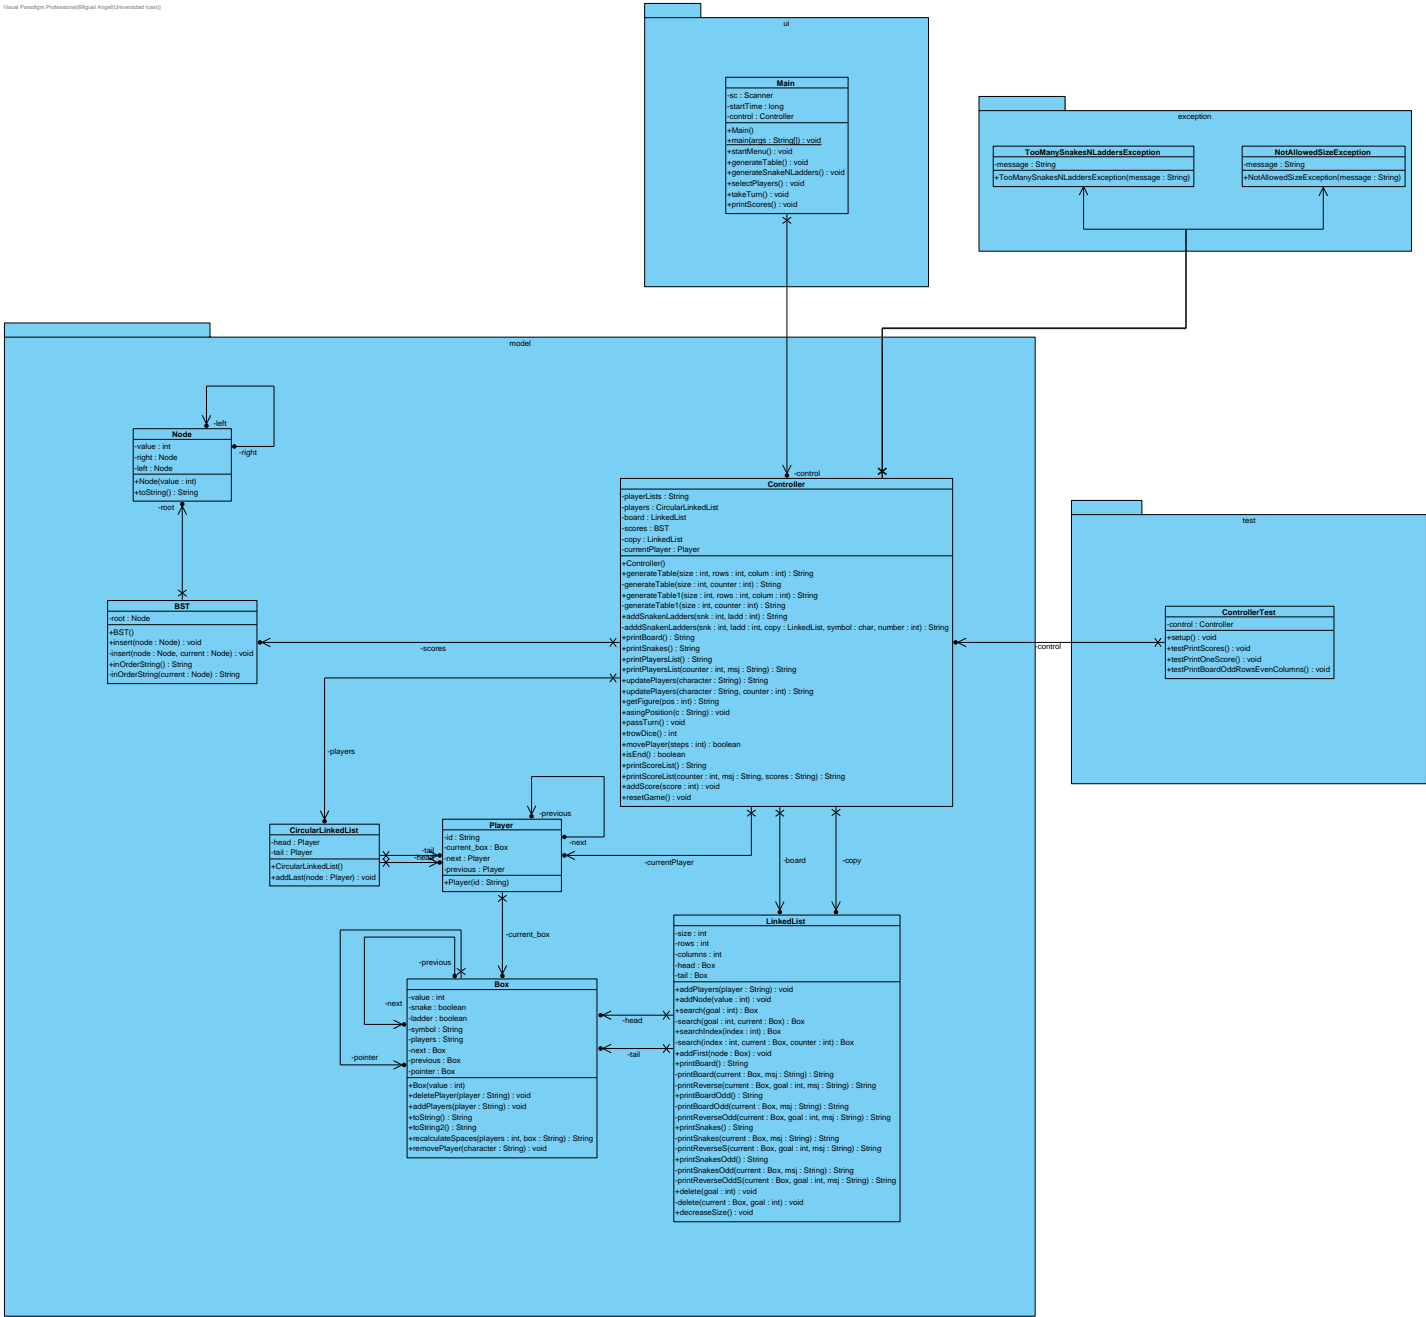 Visual Paradigm Professional(Miguel Angel(Universidad Icesi))
ui
Main
-sc : Scanner
-startTime : long
-control : Controller
+Main()
+main(args : String[]) : void
+startMenu() : void
+generateTable() : void
+generateSnakeNLadders() : void
+selectPlayers() : void
+takeTurn() : void
+printScores() : void
exception
TooManySnakesNLaddersException
-message : String
+TooManySnakesNLaddersException(message : String)
NotAllowedSizeException
-message : String
+NotAllowedSizeException(message : String)
model
-left
Node
-value : int
-right : Node
-left : Node
+Node(value : int)
+toString() : String
-right
-root
BST
-root : Node
+BST()
+insert(node : Node) : void
-insert(node : Node, current : Node) : void
+inOrderString() : String
-inOrderString(current : Node) : String
-scores
-control
Controller
-playerLists : String
-players : CircularLinkedList
-board : LinkedList
-scores : BST
-copy : LinkedList
-currentPlayer : Player
+Controller()
+generateTable(size : int, rows : int, colum : int) : String
-generateTable(size : int, counter : int) : String
+generateTable1(size : int, rows : int, colum : int) : String
-generateTable1(size : int, counter : int) : String
+addSnakenLadders(snk : int, ladd : int) : String
-adddSnakenLadders(snk : int, ladd : int, copy : LinkedList, symbol : char, number : int) : String
+printBoard() : String
+printSnakes() : String
+printPlayersList() : String
+printPlayersList(counter : int, msj : String) : String
+updatePlayers(character : String) : String
+updatePlayers(character : String, counter : int) : String
+getFigure(pos : int) : String
+asingPosition(c : String) : void
+passTurn() : void
+trowDice() : int
+movePlayer(steps : int) : boolean
+isEnd() : boolean
+printScoreList() : String
+printScoreList(counter : int, msj : String, scores : String) : String
+addScore(score : int) : void
+resetGame() : void
test
-control
ControllerTest
-control : Controller
+setup() : void
+testPrintScores() : void
+testPrintOneScore() : void
+testPrintBoardOddRowsEvenColumns() : void
-players
CircularLinkedList
-head : Player
-tail : Player
+CircularLinkedList()
+addLast(node : Player) : void
-tail
-head
-previous
Player
-id : String
-current_box : Box
-next : Player
-previous : Player
+Player(id : String)
-next
-currentPlayer
-board
-copy
-current_box
-previous
-next
-pointer
Box
-value : int
-snake : boolean
-ladder : boolean
-symbol : String
-players : String
-next : Box
-previous : Box
-pointer : Box
+Box(value : int)
+deletePlayer(player : String) : void
+addPlayers(player : String) : void
+toString() : String
+toString2() : String
+recalculateSpaces(players : int, box : String) : String
+removePlayer(character : String) : void
-head
-tail
LinkedList
-size : int
-rows : int
-columns : int
-head : Box
-tail : Box
+addPlayers(player : String) : void
+addNode(value : int) : void
+search(goal : int) : Box
-search(goal : int, current : Box) : Box
+searchIndex(index : int) : Box
-search(index : int, current : Box, counter : int) : Box
+addFirst(node : Box) : void
+printBoard() : String
-printBoard(current : Box, msj : String) : String
-printReverse(current : Box, goal : int, msj : String) : String
+printBoardOdd() : String
-printBoardOdd(current : Box, msj : String) : String
-printReverseOdd(current : Box, goal : int, msj : String) : String
+printSnakes() : String
-printSnakes(current : Box, msj : String) : String
-printReverseS(current : Box, goal : int, msj : String) : String
+printSnakesOdd() : String
-printSnakesOdd(current : Box, msj : String) : String
-printReverseOddS(current : Box, goal : int, msj : String) : String
+delete(goal : int) : void
-delete(current : Box, goal : int) : void
+decreaseSize() : void